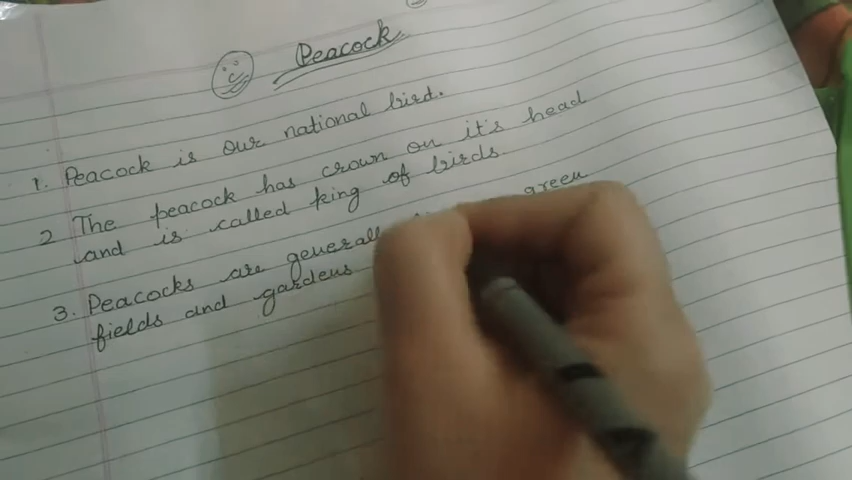 Peacock
1. Peacock is our national bird.
2 The peacock has crown on it's head
and is called king of birds
3. Peacocks are generall green
fields and gardens